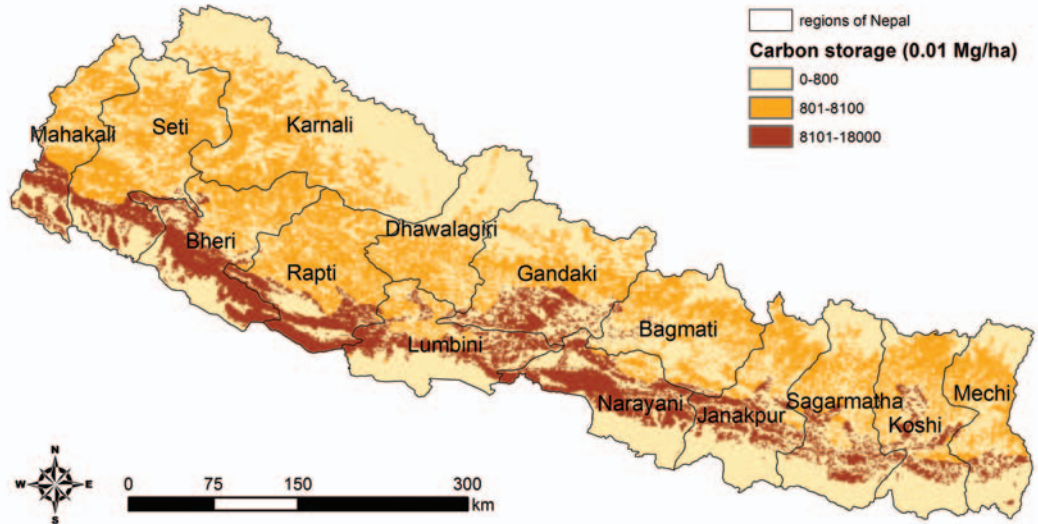 regions of Nepal
Carbon storage (0.01 Mg/ha)
0-800
801-8100
8101-18000
Mahakali
Seti
Karnali
Bheri
Rapti
Dhawalagiri
Gandaki
Lumbini
Bagmati
Narayani
Janakpur
Sagarmatha
Koshi
Mechi
N
W
E
S
0 75 150 300
km